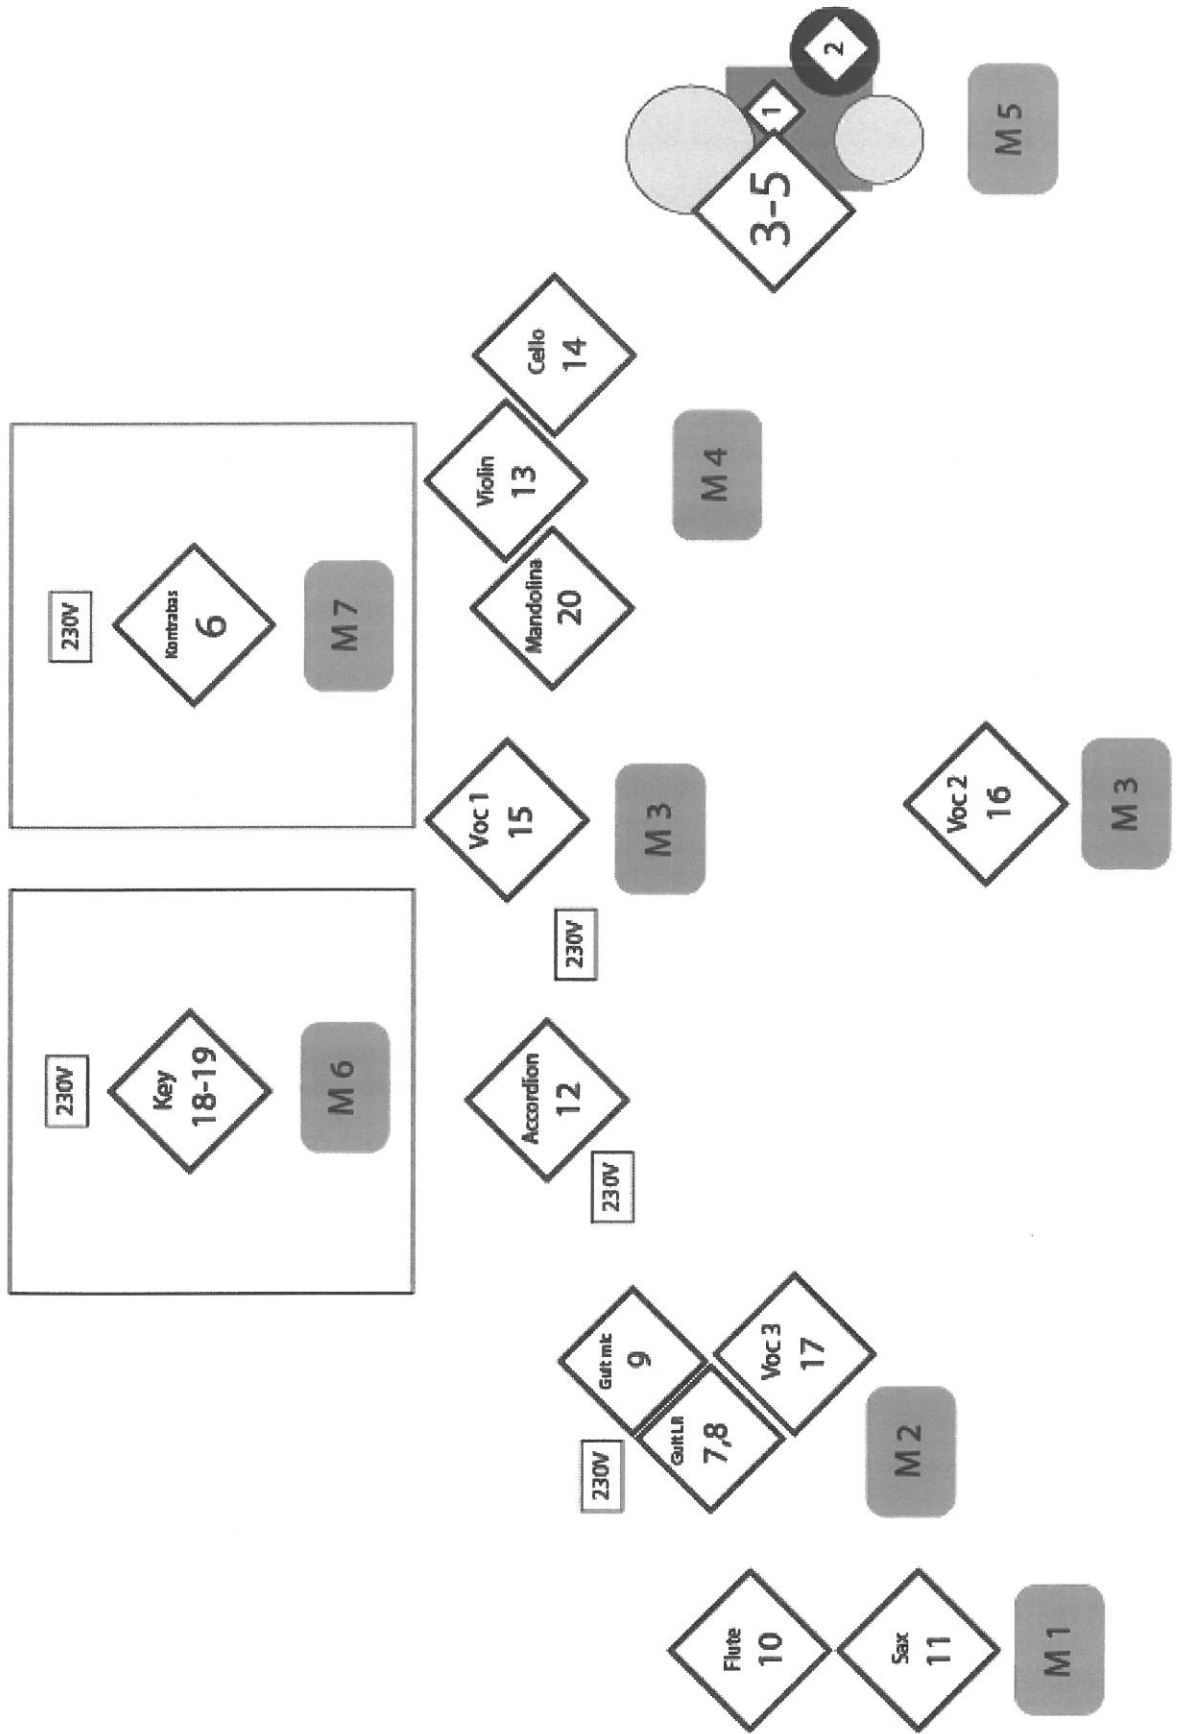 230V
230V
Key
18-19
Kontrabas
6
M 6
M 7
Voc 1
15
Violin
13
Accordion
12
Mandolina
20
Cello
14
230V
230V
230V
Guit mic
9
Guit LR
7,8
M 3
M 4
Flute
10
Voc 3
17
3-5
1
2
Sax
11
M 2
Voc 2
16
M 5
M 1
M 3